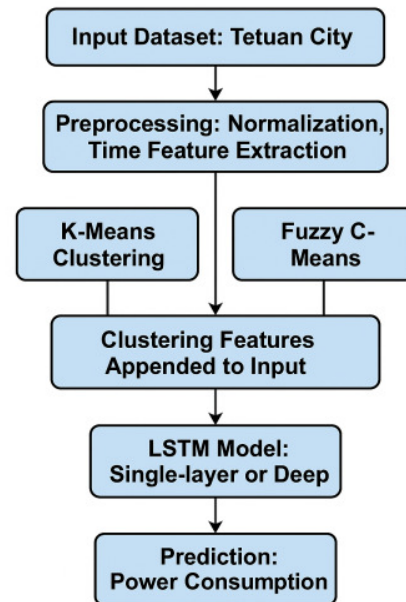 Input Dataset: Tetuan City
Preprocessing: Normalization,
Time Feature Extraction
K-Means
Clustering
Fuzzy C-
Means
Clustering Features
Appended to Input
LSTM Model:
Single-layer or Deep
Prediction:
Power Consumption